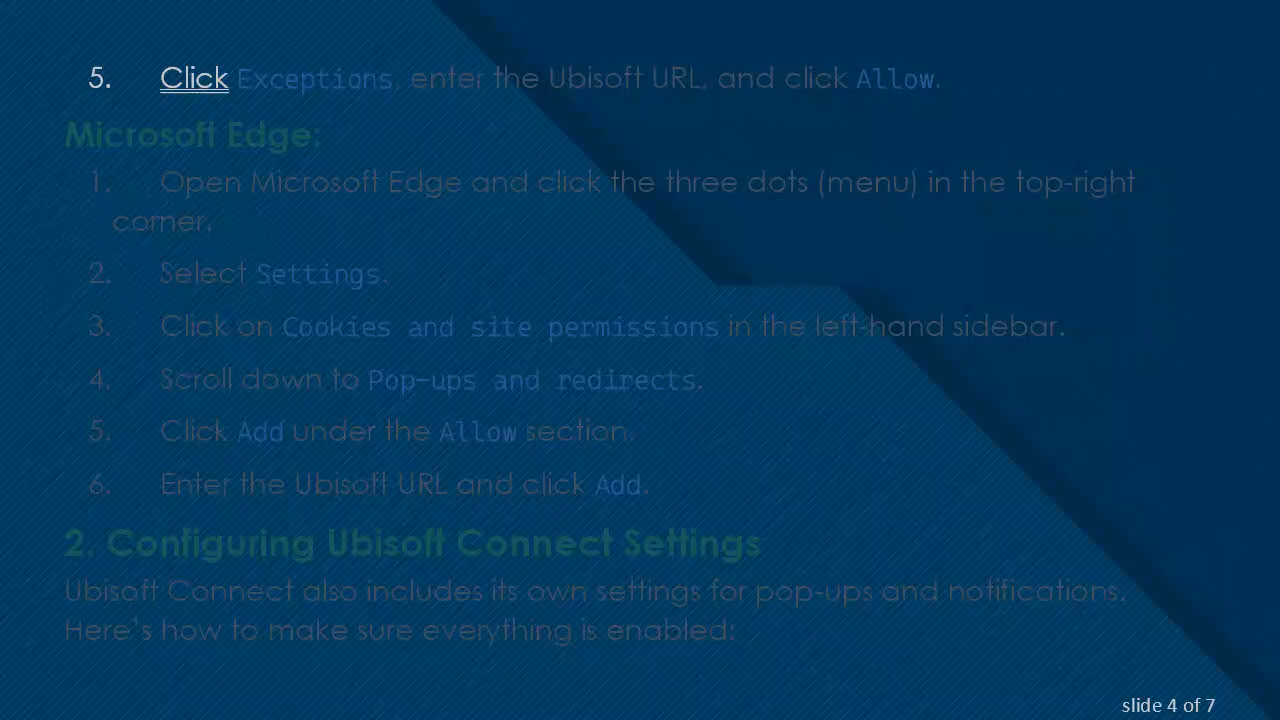 5. Click Exceptions, enter the Ubisoft URL, and click Allow.
Microsoft Edge:
1. Open Microsoft Edge and click the three dots (menu) in the top-right
corner.
2. Select Settings.
3. Click on Cookies and site permissions in the left-hand sidebar.
4. Scroll down to Pop-ups and redirects.
5. Click Add under the Allow section.
6. Enter the Ubisoft URL and click Add.
2. Configuring Ubisoft Connect Settings
Ubisoft Connect also includes its own settings for pop-ups and notifications.
Here's how to make sure everything is enabled:
slide 4 of 7